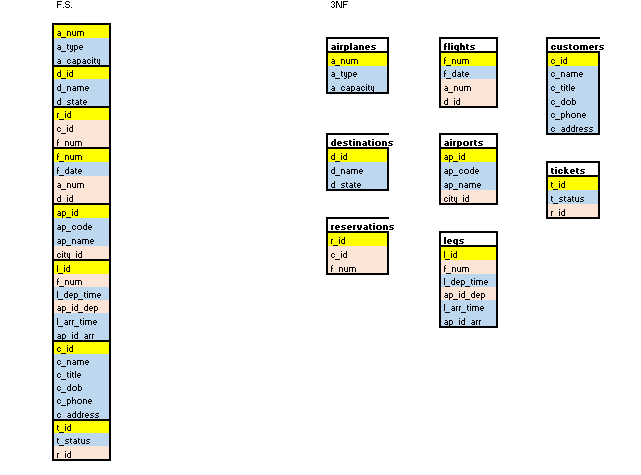 F.S.
a_num
a_type
a_capacity
d_id
d_name
d_state
r_id
c_id
f_num
f_num
f_date
a_num
d_id
ap_id
ap_code
ap_name
city_id
l_id
f_num
l_dep_time
ap_id_dep
l_arr_time
ap_id_arr
c_id
c_name
c_title
c_dob
c_phone
c_address
t_id
t_status
r_id
3NF
airplanes
a_num
a_type
a_capacity
destinations
d_id
d_name
d_state
reservations
r_id
c_id
f_num
flights
f_num
f_date
a_num
d_id
airports
ap_id
ap_code
ap_name
city_id
legs
l_id
f_num
l_dep_time
ap_id_dep
l_arr_time
ap_id_arr
customers
c_id
c_name
c_title
c_dob
c_phone
c_address
tickets
t_id
t_status
r_id